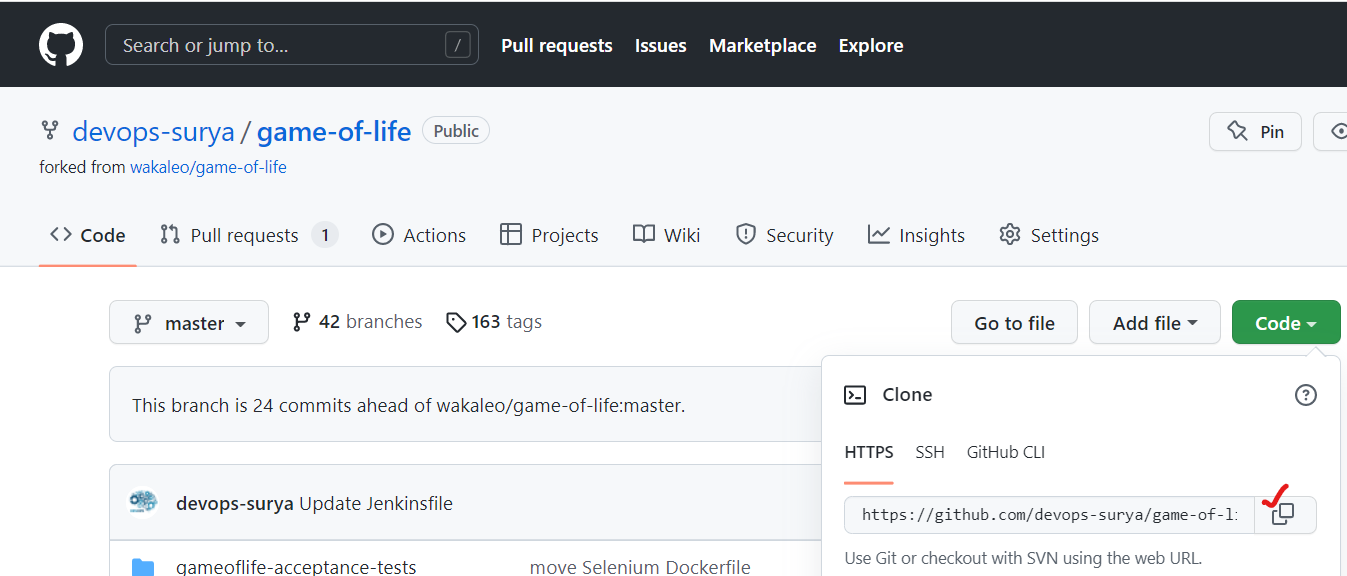 Search or jump to... / Pull requests Issues Marketplace Explore
devops-surya / game-of-life Public Pin
forked from wakaleo/game-of-life
Code Pull requests 1 Actions Projects Wiki Security Insights Settings
master 42 branches 163 tags Go to file Add file Code
This branch is 24 commits ahead of wakaleo/game-of-life:master.
Clone
HTTPS SSH GitHub CLI
devops-surya Update Jenkinsfile
https://github.com/devops-surya/game-of-li
Use Git or checkout with SVN using the web URL.
gameoflife-acceptance-tests move Selenium Dockerfile